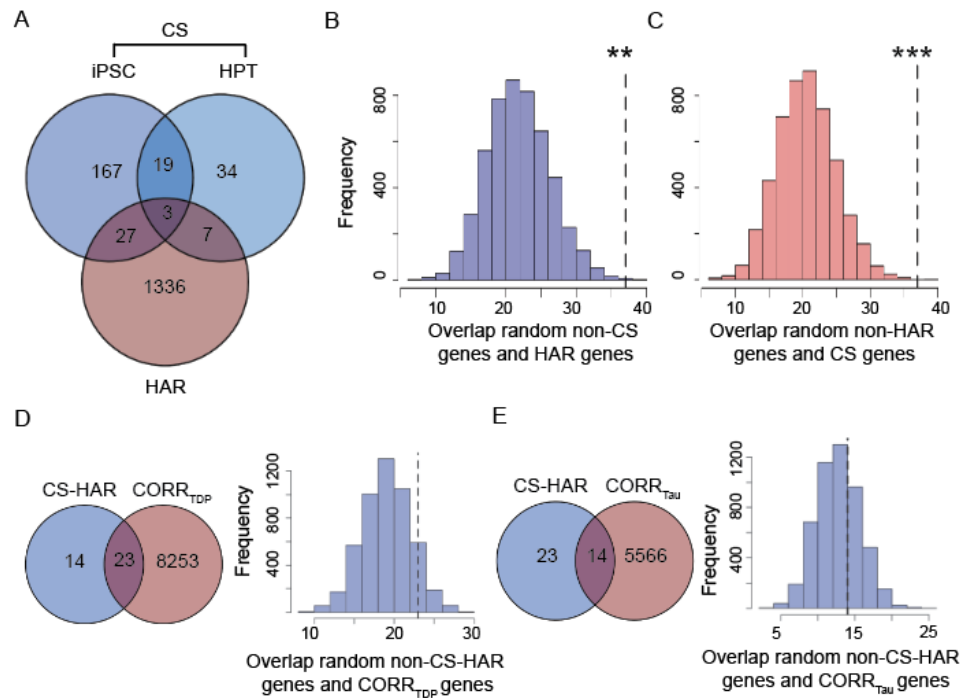 A
CS
iPSC HPT
167 19 34
3
27 7
1336
HAR
B
**
Frequency
800
400
0
10 20 30 40
Overlap random non-CS
genes and HAR genes
C
***
800
400
0
10 20 30 40
Overlap random non-HAR
genes and CS genes
D
CS-HAR CORRTDP
14 23 8253
Frequency
1200
800
400
10 20 30
Overlap random non-CS-HAR
genes and CORRTDP genes
E
CS-HAR CORRTau
23 14 5566
Frequency
1200
800
400
5 15 25
Overlap random non-CS-HAR
genes and CORRTau genes